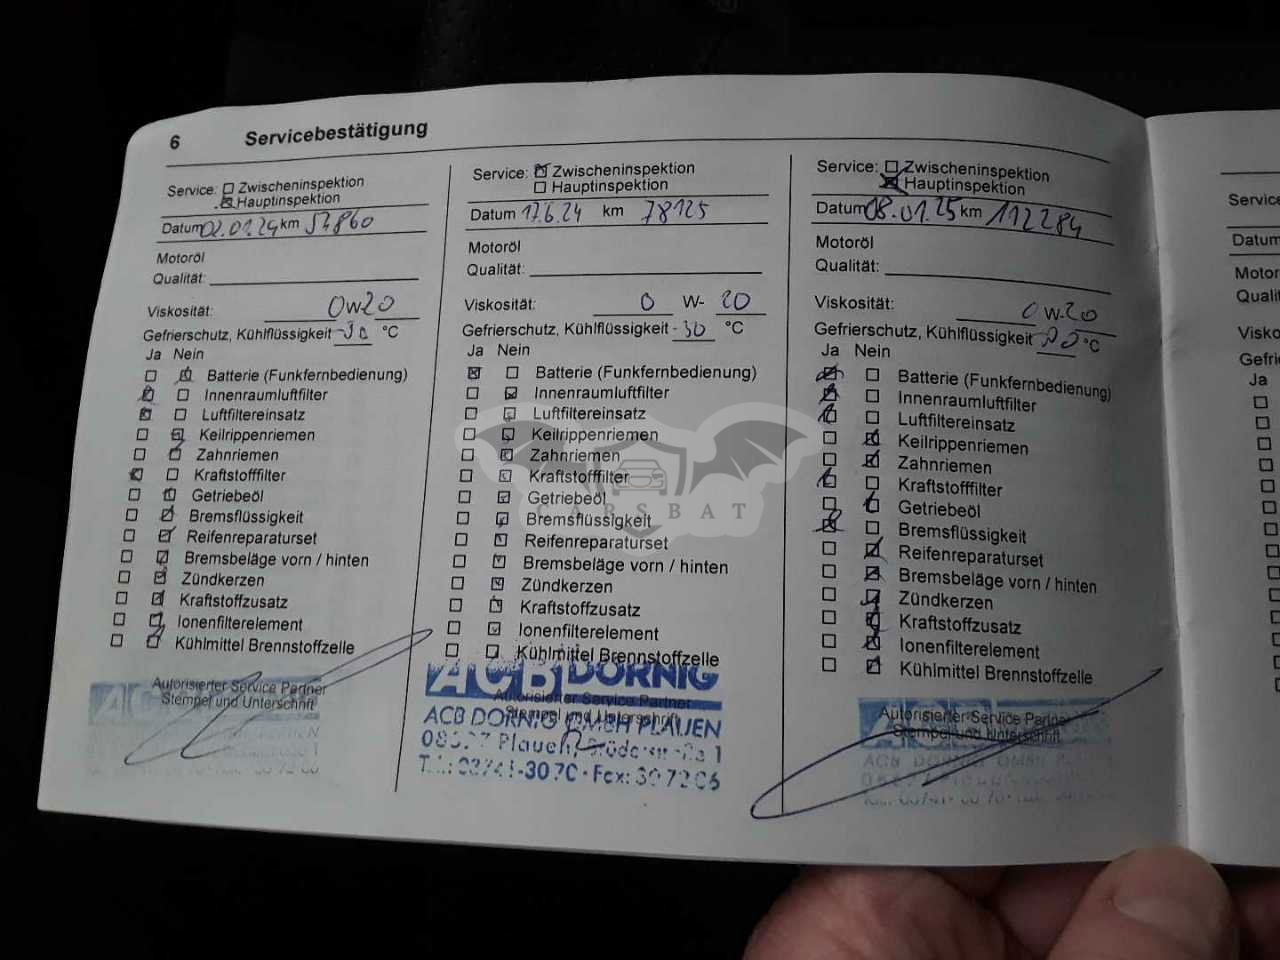 6 Servicebestätigung
Service: Zwischeninspektion
Hauptinspektion
Datum 02.01.24 km 54860
Motoröl
Qualität:
Viskosität: 0W20
Gefrierschutz, Kühlflüssigkeit -30 °C
Ja Nein
Batterie (Funkfernbedienung)
Innenraumluftfilter
Luftfiltereinsatz
Keilrippenriemen
Zahnriemen
Kraftstofffilter
Getriebeöl
Bremsflüssigkeit
Reifenreparaturset
Bremsbeläge vorn / hinten
Zündkerzen
Kraftstoffzusatz
Ionenfilterelement
Kühlmittel Brennstoffzelle
Autorisierter Service Partner
Stempel und Unterschrift
Service: Zwischeninspektion
Hauptinspektion
Datum 17.6.24 km 78125
Motoröl
Qualität:
Viskosität: 0 W- 20
Gefrierschutz, Kühlflüssigkeit -30 °C
Ja Nein
Batterie (Funkfernbedienung)
Innenraumluftfilter
Luftfiltereinsatz
Keilrippenriemen
Zahnriemen
Kraftstofffilter
Getriebeöl
Bremsflüssigkeit
Reifenreparaturset
Bremsbeläge vorn / hinten
Zündkerzen
Kraftstoffzusatz
Ionenfilterelement
Kühlmittel Brennstoffzelle
ACB DORNIG
Autorisierter Service Partner
Stempel und Unterschrift
ACB DORNIG GMBH PLAUEN
Plauen,
Service: Zwischeninspektion
Hauptinspektion
Datum 08.01.25 km 112284
Motoröl
Qualität:
Viskosität: 0W-20
Gefrierschutz, Kühlflüssigkeit °C
Ja Nein
Batterie (Funkfernbedienung)
Innenraumluftfilter
Luftfiltereinsatz
Keilrippenriemen
Zahnriemen
Kraftstofffilter
Getriebeöl
Bremsflüssigkeit
Reifenreparaturset
Bremsbeläge vorn / hinten
Zündkerzen
Kraftstoffzusatz
Ionenfilterelement
Kühlmittel Brennstoffzelle
Autorisierter Service Partner
Stempel und Unterschrift
CARSBAT
Ja